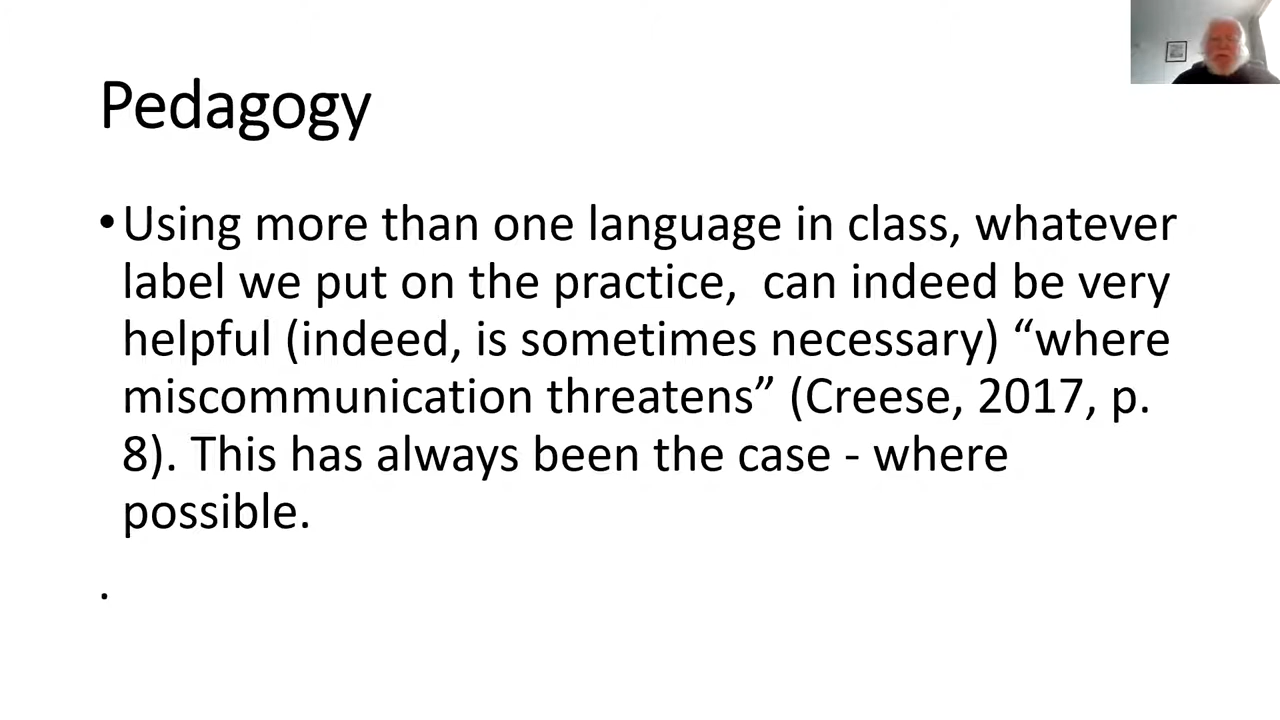 Pedagogy
•Using more than one language in class, whatever
label we put on the practice,  can indeed be very
helpful (indeed, is sometimes necessary) “where
miscommunication threatens” (Creese, 2017, p.
8). This has always been the case - where
possible.
.